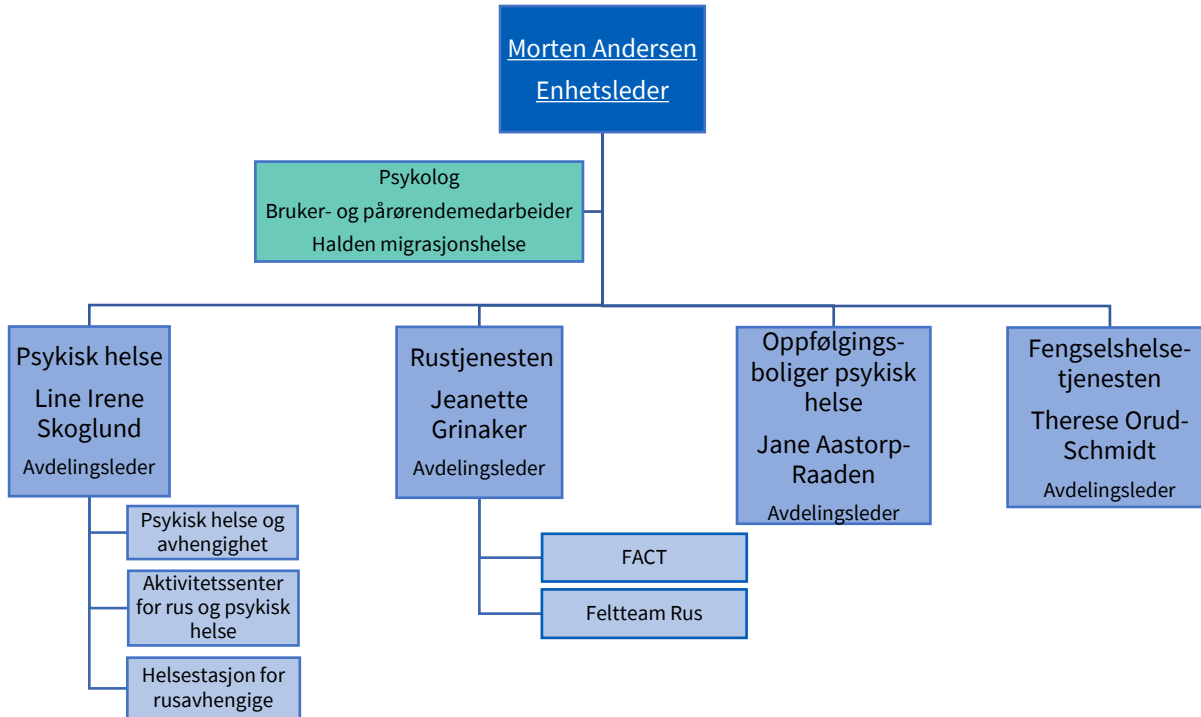 Morten Andersen
Enhetsleder
Psykolog
Bruker- og pårørendemedarbeider
Halden migrasjonshelse
Psykisk helse
Line Irene
Skoglund
Avdelingsleder
Psykisk helse og
avhengighet
Aktivitetssenter
for rus og psykisk
helse
Helsestasjon for
rusavhengige
Rustjenesten
Jeanette
Grinaker
Avdelingsleder
FACT
Feltteam Rus
Oppfølgings-
boliger psykisk
helse
Jane Aastorp-
Raaden
Avdelingsleder
Fengselshelse-
tjenesten
Therese Orud-
Schmidt
Avdelingsleder